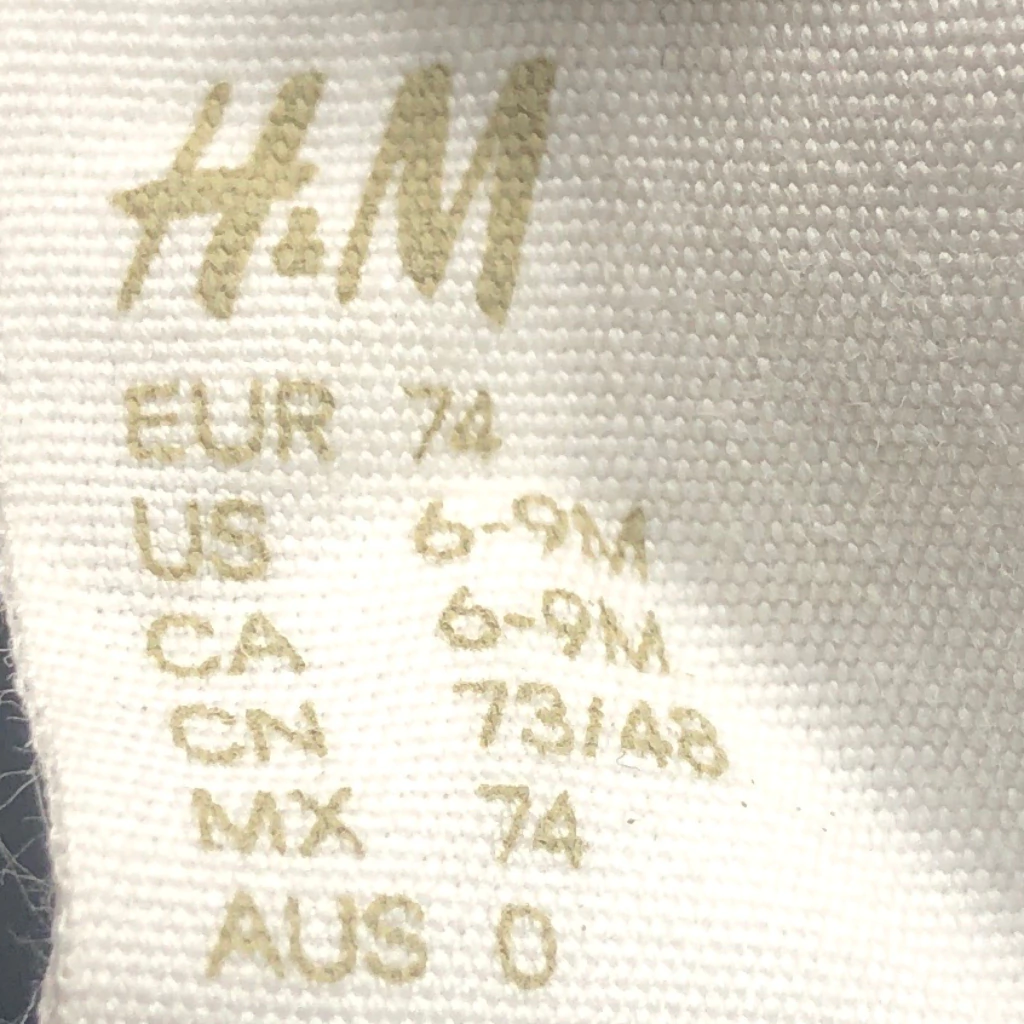 H&M
EUR 74
US 6-9M
CA 6-9M
CN 73/48
MX 74
AUS 0